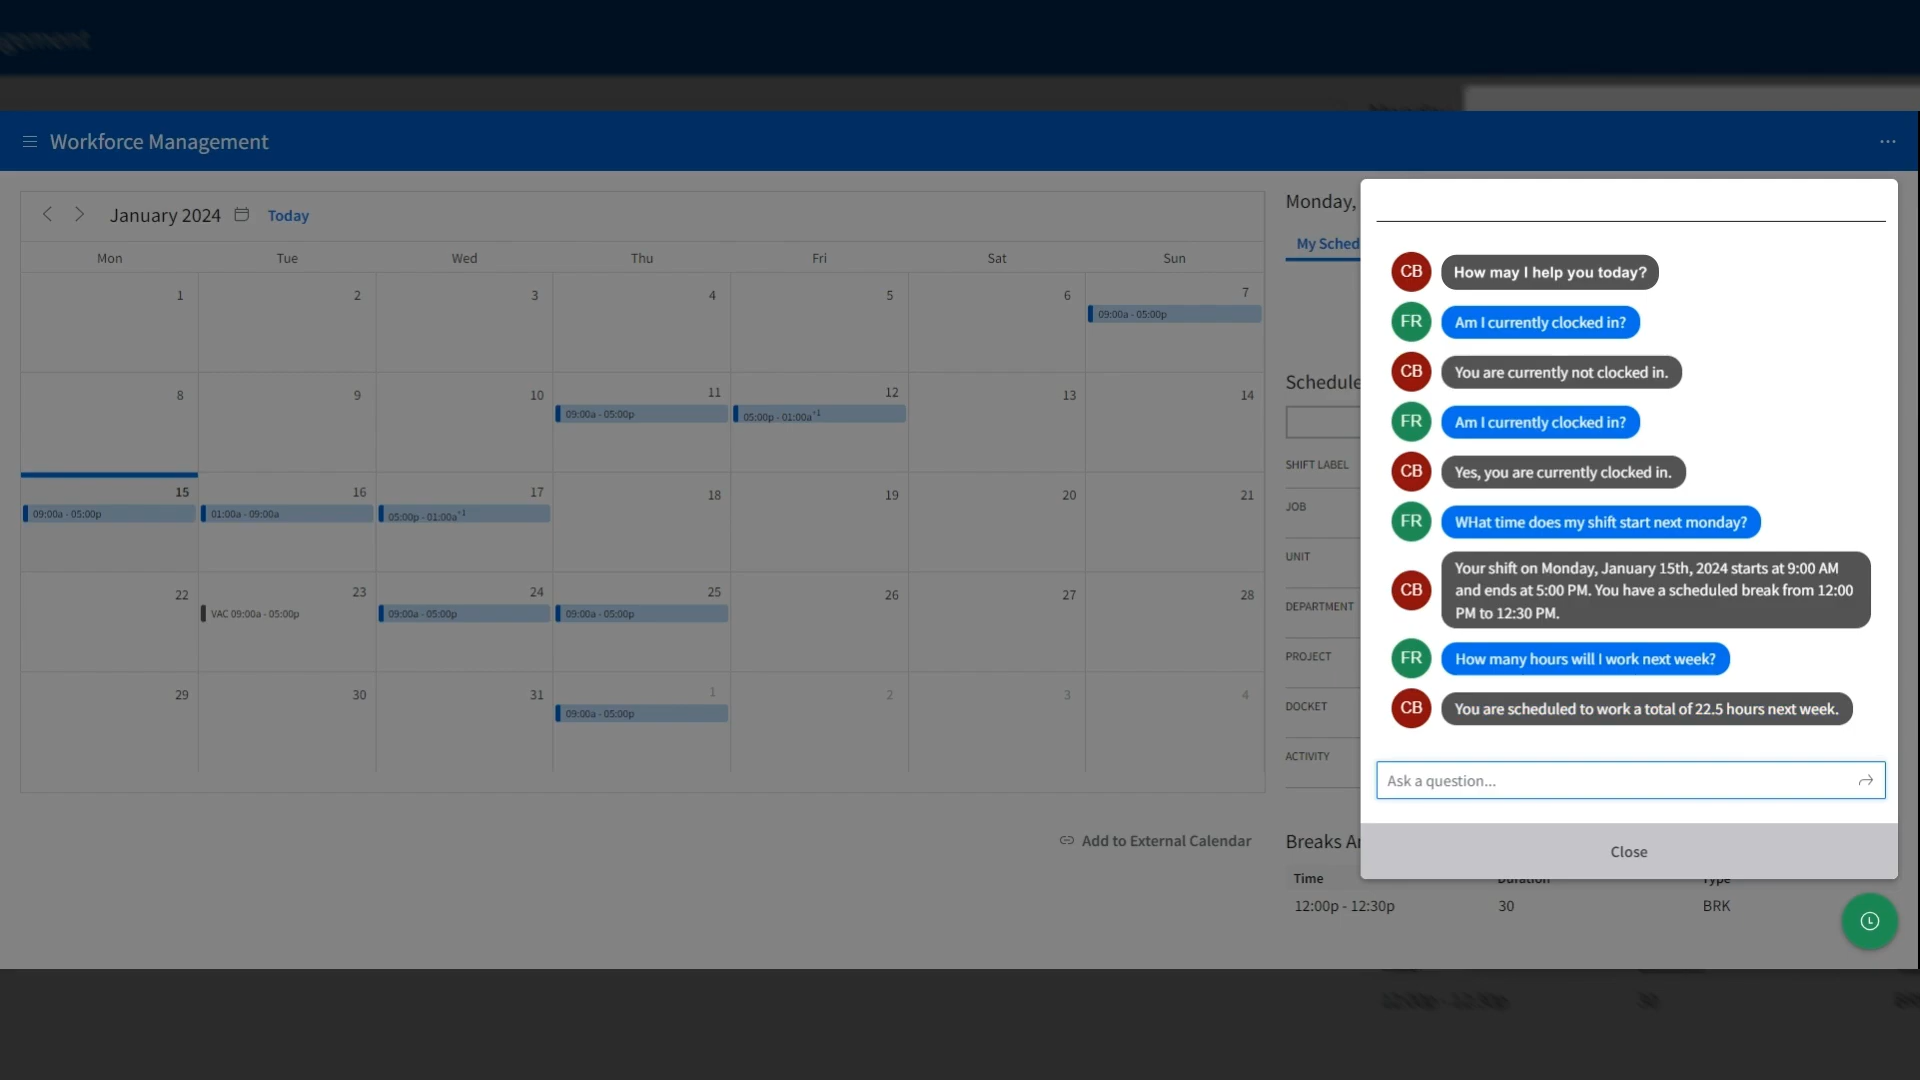 Workforce Management
January 2024 Today
Mon Tue Wed Thu Fri Sat Sun
1 2 3 4 5 6 7
09:00a - 05:00p
8 9 10 11 12 13 14
09:00a - 05:00p 05:00p - 01:00a+1
15 16 17 18 19 20 21
09:00a - 05:00p 01:00a - 09:00a 05:00p - 01:00a+1
22 23 24 25 26 27 28
VAC 09:00a - 05:00p 09:00a - 05:00p 09:00a - 05:00p
29 30 31 1 2 3 4
09:00a - 05:00p
Add to External Calendar
Monday,
My Sched
Schedule
SHIFT LABEL
JOB
UNIT
DEPARTMENT
PROJECT
DOCKET
ACTIVITY
Breaks A
Time Duration Type
12:00p - 12:30p 30 BRK
CB How may I help you today?
FR Am I currently clocked in?
CB You are currently not clocked in.
FR Am I currently clocked in?
CB Yes, you are currently clocked in.
FR WHat time does my shift start next monday?
Your shift on Monday, January 15th, 2024 starts at 9:00 AM
CB and ends at 5:00 PM. You have a scheduled break from 12:00
PM to 12:30 PM.
FR How many hours will I work next week?
CB You are scheduled to work a total of 22.5 hours next week.
Ask a question...
Close